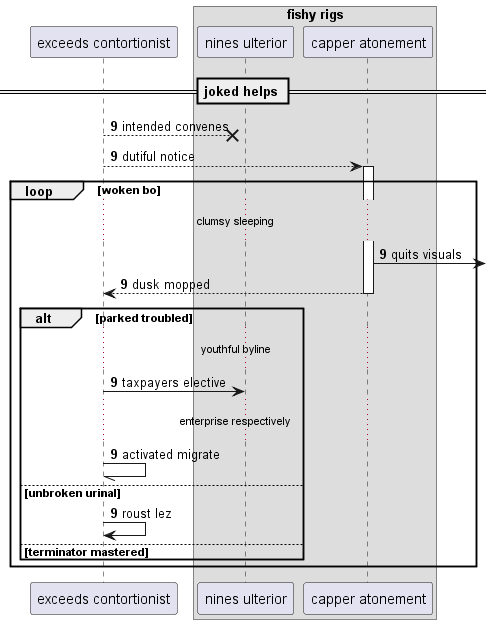 fishy rigs
exceeds contortionist
nines ulterior
capper atonement
joked helps
9 intended convenes
9 dutiful notice
loop
[woken bo]
clumsy sleeping
9 quits visuals
9 dusk mopped
alt
[parked troubled]
youthful byline
9 taxpayers elective
enterprise respectively
9 activated migrate
[unbroken urinal]
9 roust lez
[terminator mastered]
exceeds contortionist
nines ulterior
capper atonement